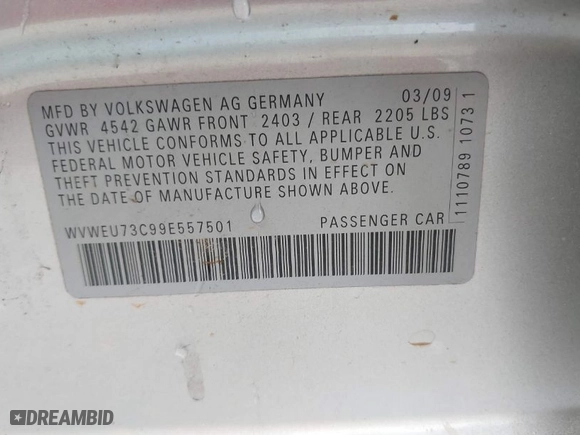 MFD BY VOLKSWAGEN AG GERMANY 03/09
GVWR 4542 GAWR FRONT 2403 / REAR 2205 LBS
THIS VEHICLE CONFORMS TO ALL APPLICABLE U.S.
FEDERAL MOTOR VEHICLE SAFETY, BUMPER AND
THEFT PREVENTION STANDARDS IN EFFECT ON
THE DATE OF MANUFACTURE SHOWN ABOVE.
WVWEU73C99E557501 PASSENGER CAR
1110789 10731
DREAMBID